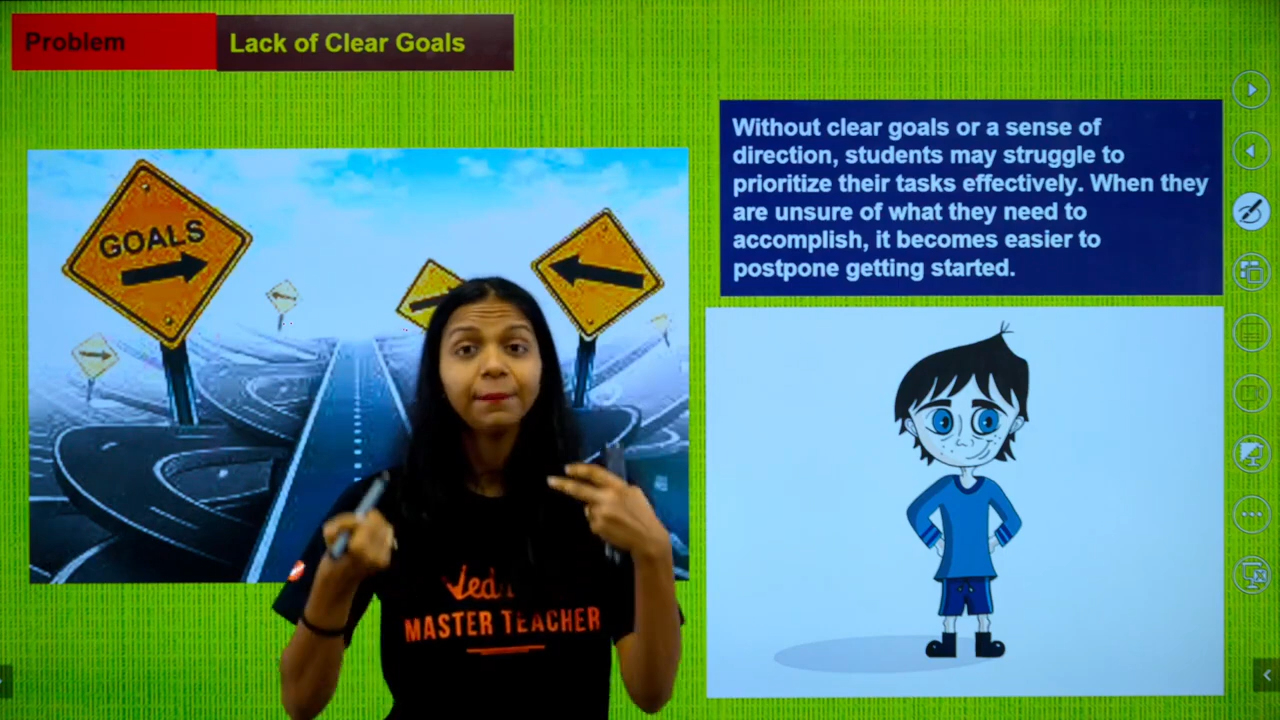 Problem
Lack of Clear Goals
Without clear goals or a sense of
direction, students may struggle to
prioritize their tasks effectively. When they
are unsure of what they need to
accomplish, it becomes easier to
postpone getting started.
GOALS
MASTER TEACHER